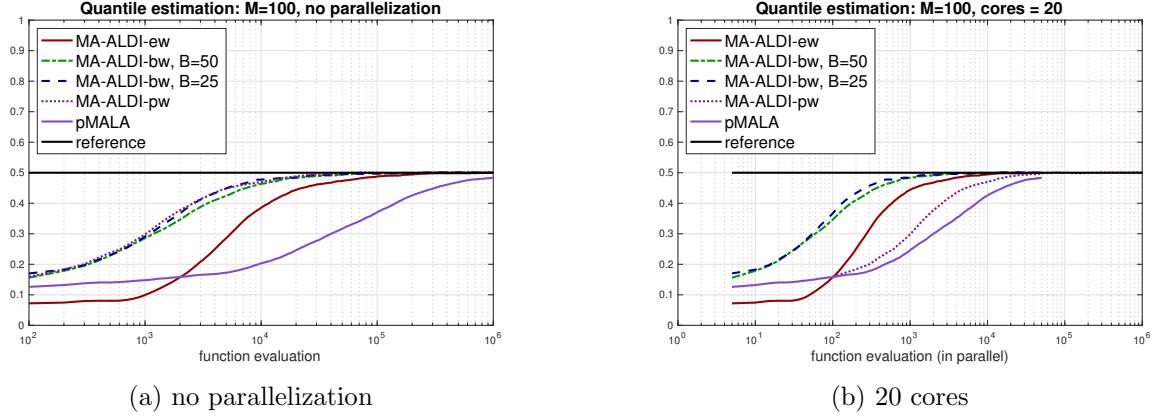 Quantile estimation: M=100, no parallelization
1
0.9
0.8
0.7
0.6
0.5
0.4
0.3
0.2
0.1
0
MA-ALDI-ew
MA-ALDI-bw, B=50
MA-ALDI-bw, B=25
MA-ALDI-pw
pMALA
reference
10^2
10^3
10^4
10^5
10^6
function evaluation
(a) no parallelization
Quantile estimation: M=100, cores = 20
1
0.9
0.8
0.7
0.6
0.5
0.4
0.3
0.2
0.1
0
MA-ALDI-ew
MA-ALDI-bw, B=50
MA-ALDI-bw, B=25
MA-ALDI-pw
pMALA
reference
10^0
10^1
10^2
10^3
10^4
10^5
10^6
function evaluation (in parallel)
(b) 20 cores